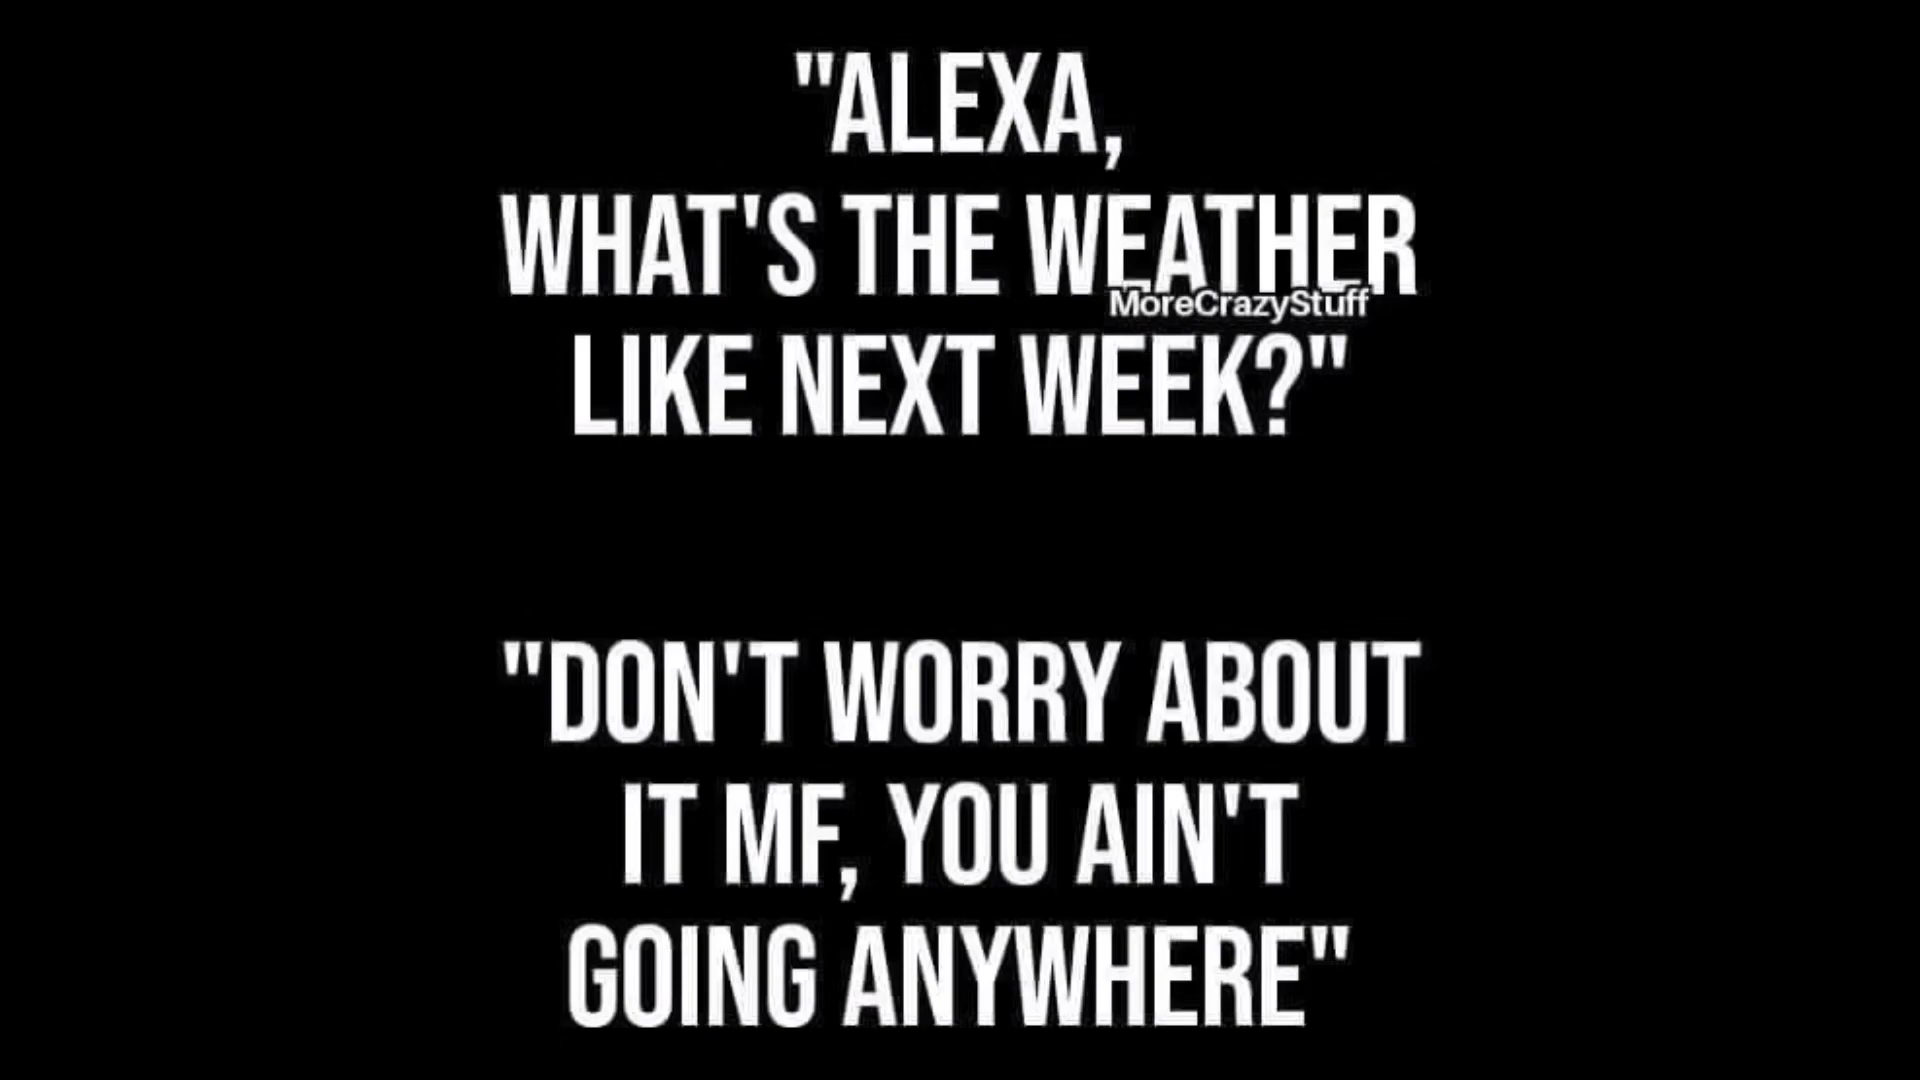 "ALEXA,
WHAT'S THE WEATHER
MoreCrazyStuff
LIKE NEXT WEEK?"
"DON'T WORRY ABOUT
IT MF, YOU AIN'T
GOING ANYWHERE"